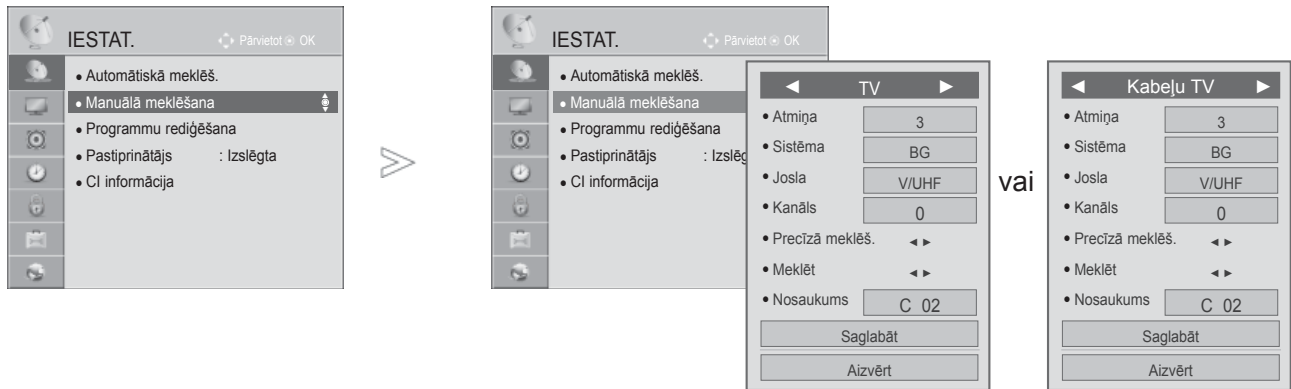 IESTAT.
Pārvietot OK
• Automātiskā meklēš.
• Manuālā meklēšana
• Programmu rediģēšana
• Pastiprinātājs : Izslēgta
• CI informācija
IESTAT.
Pārvietot OK
• Automātiskā meklēš.
• Manuālā meklēšana
• Programmu rediģēšana
• Pastiprinātājs : Izslēg
• CI informācija
◄ TV ►
• Atmiņa 3
• Sistēma BG
• Josla V/UHF
• Kanāls 0
• Precīzā meklēš. ◄ ►
• Meklēt ◄ ►
• Nosaukums C 02
Saglabāt
Aizvērt
vai
◄ Kabeļu TV ►
• Atmiņa 3
• Sistēma BG
• Josla V/UHF
• Kanāls 0
• Precīzā meklēš. ◄ ►
• Meklēt ◄ ►
• Nosaukums C 02
Saglabāt
Aizvērt